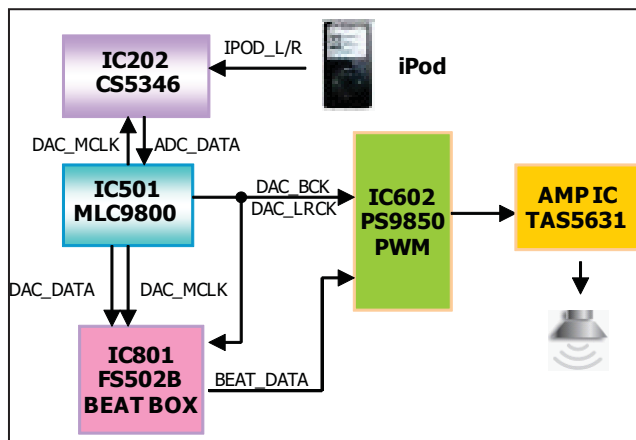 IC202
CS5346
IPOD_L/R
iPod
DAC_MCLK
ADC_DATA
IC501
MLC9800
DAC_BCK
DAC_LRCK
IC602
PS9850
PWM
AMP IC
TAS5631
DAC_DATA
DAC_MCLK
IC801
FS502B
BEAT BOX
BEAT_DATA